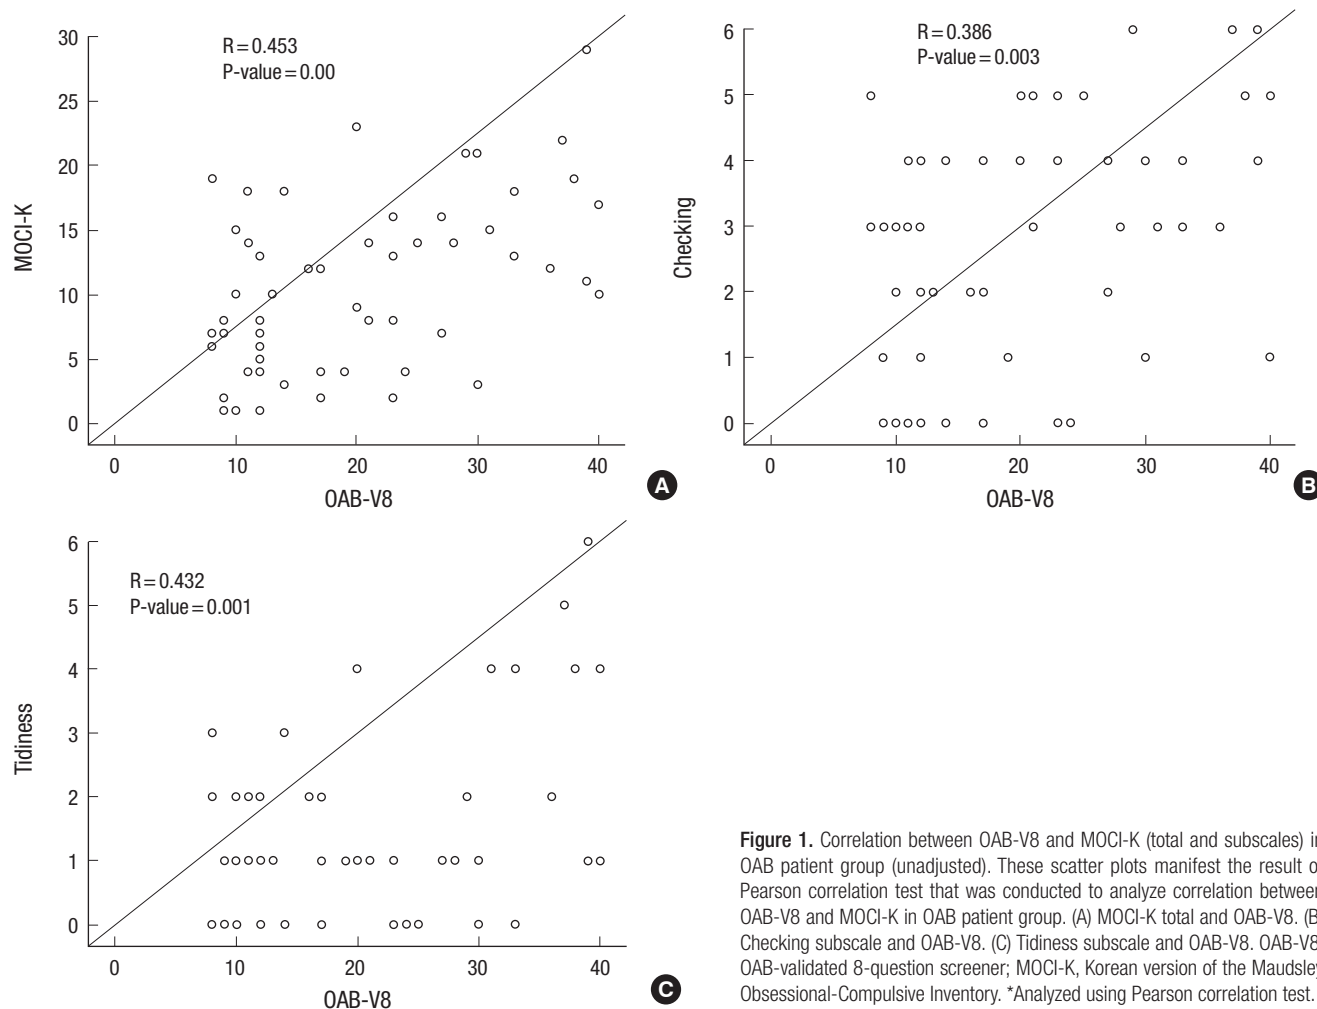 R=0.453
P-value=0.00
30
25
20
15
10
5
0
MOCI-K
0 10 20 30 40
OAB-V8
A
R=0.386
P-value=0.003
6
5
4
3
2
1
0
Checking
0 10 20 30 40
OAB-V8
B
R=0.432
P-value=0.001
6
5
4
3
2
1
0
Tidiness
0 10 20 30 40
OAB-V8
C
Figure 1. Correlation between OAB-V8 and MOCI-K (total and subscales) in
OAB patient group (unadjusted). These scatter plots manifest the result o
Pearson correlation test that was conducted to analyze correlation between
OAB-V8 and MOCI-K in OAB patient group. (A) MOCI-K total and OAB-V8. (B
Checking subscale and OAB-V8. (C) Tidiness subscale and OAB-V8. OAB-V8
OAB-validated 8-question screener; MOCI-K, Korean version of the Maudsley
Obsessional-Compulsive Inventory. *Analyzed using Pearson correlation test.